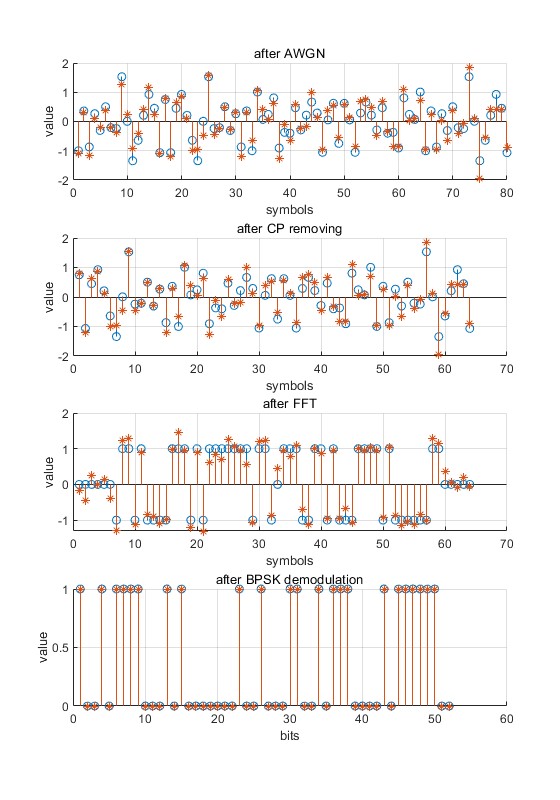 after AWGN
2
1
0
-1
-2
value
0 10 20 30 40 50 60 70 80
symbols
after CP removing
2
1
0
-1
-2
value
0 10 20 30 40 50 60 70
symbols
after FFT
2
1
0
-1
value
0 10 20 30 40 50 60 70
symbols
after BPSK demodulation
1
0.5
0
value
0 10 20 30 40 50 60
bits